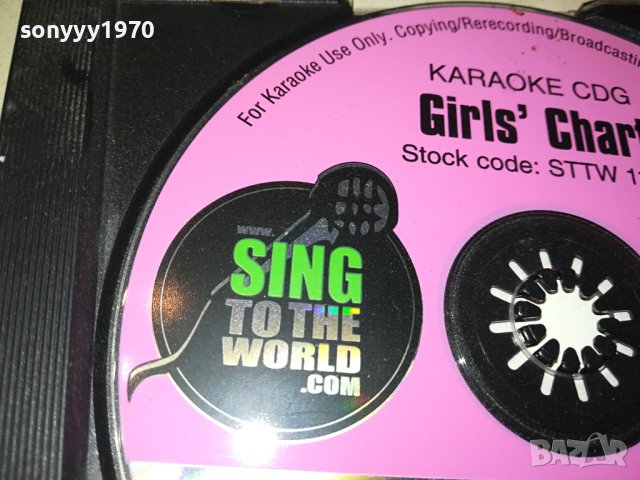 sonyyy1970
For Karaoke Use Only. Copying/Rerecording/Broadcasting
KARAOKE CDG
Girls' Chart
Stock code: STTW
www.
SING
TO THE
WORLD
.COM
BAZAR